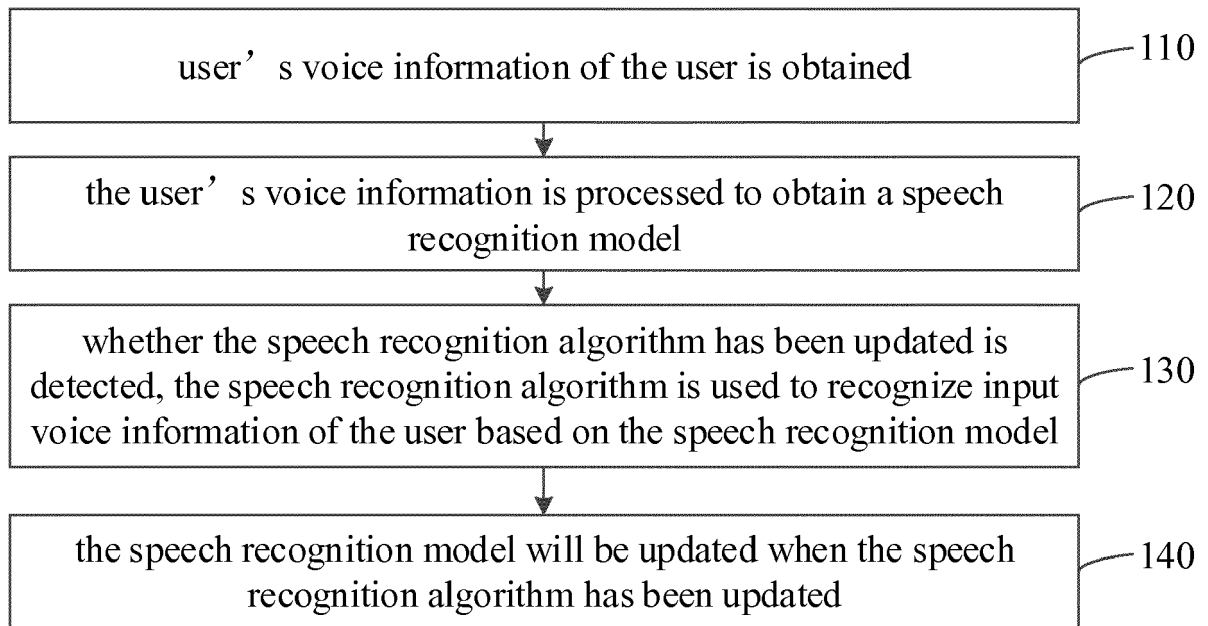 user’ s voice information of the user is obtained
110
the user’ s voice information is processed to obtain a speech
recognition model
120
whether the speech recognition algorithm has been updated is
detected, the speech recognition algorithm is used to recognize input
voice information of the user based on the speech recognition model
130
the speech recognition model will be updated when the speech
recognition algorithm has been updated
140